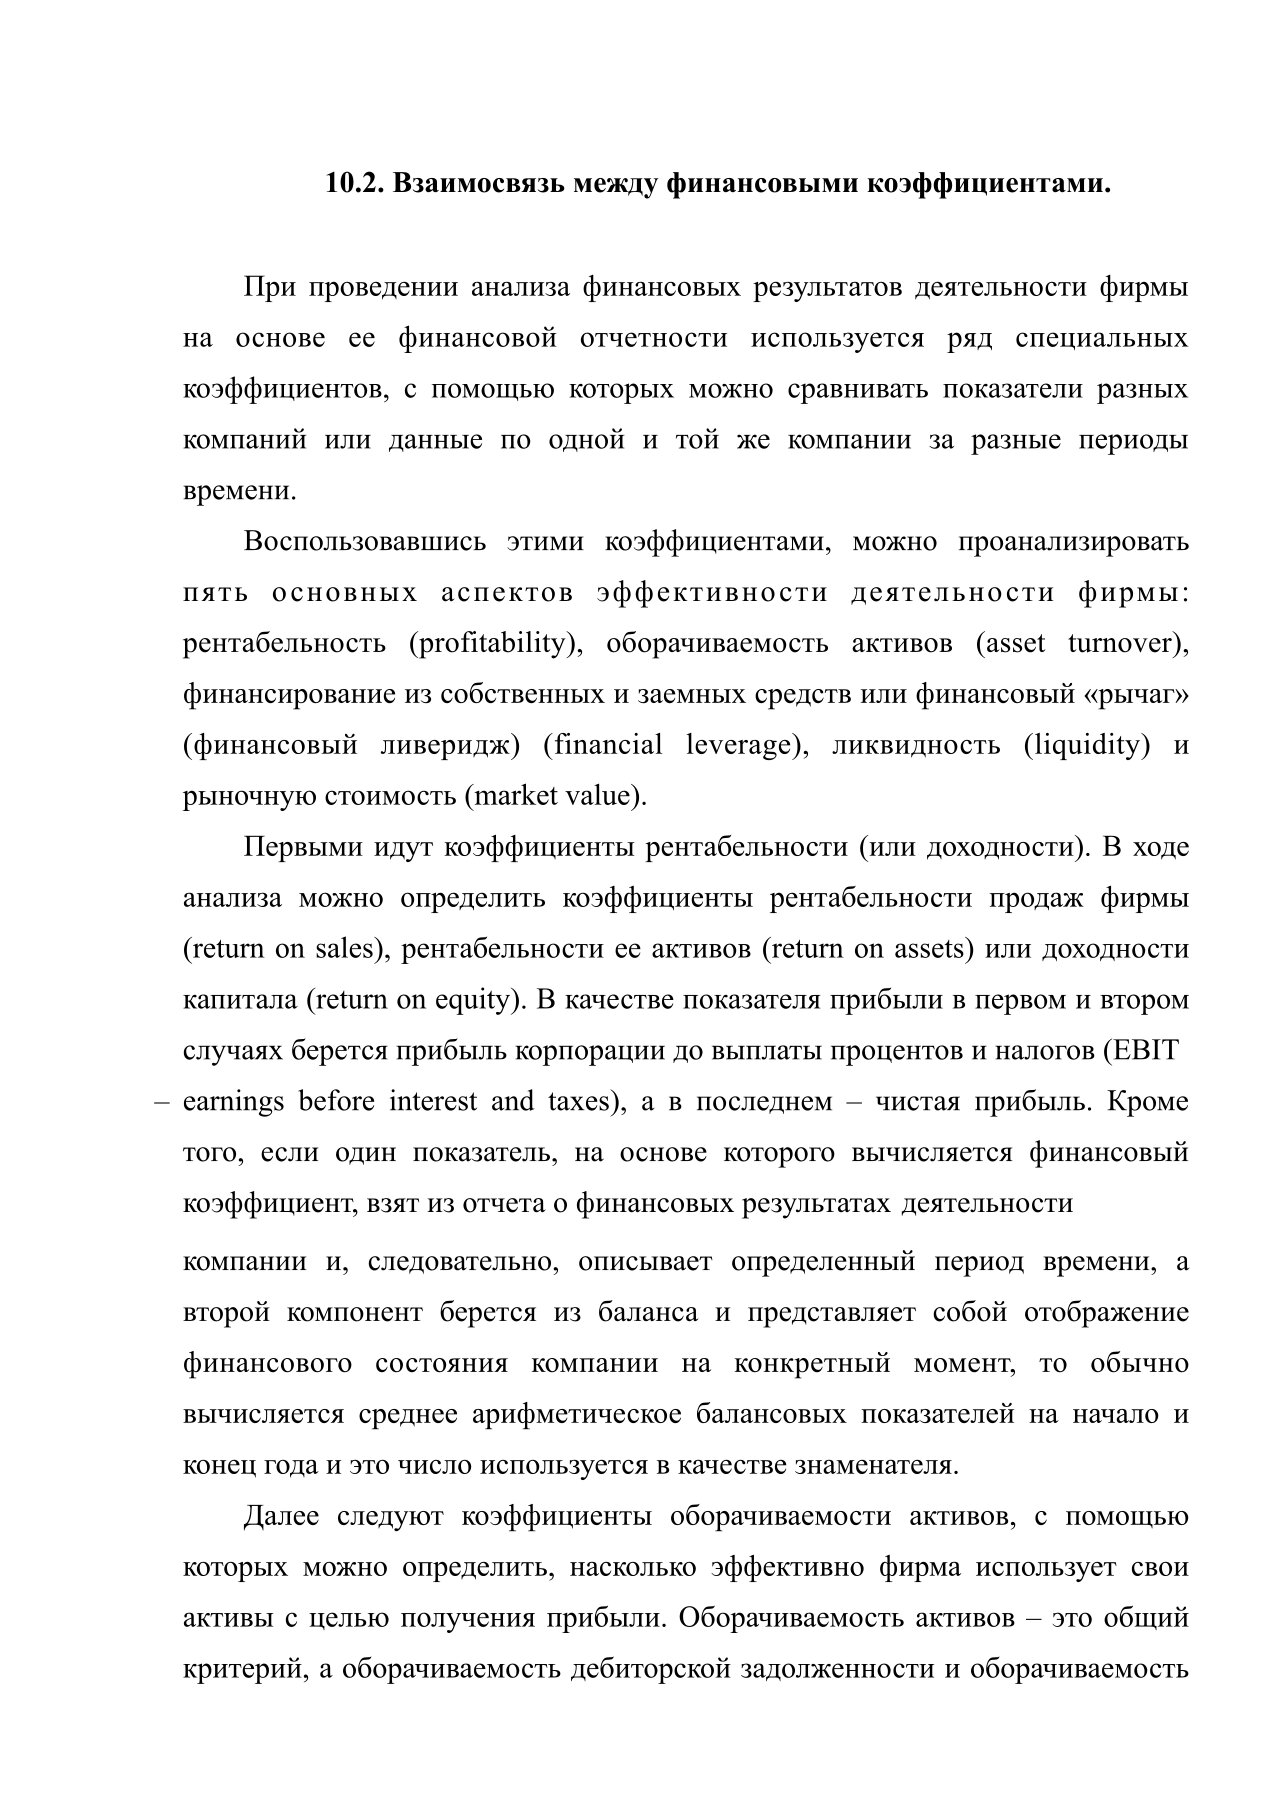 10.2. Взаимосвязь между финансовыми коэффициентами.
При проведении анализа финансовых результатов деятельности фирмы
на основе ее финансовой отчетности используется ряд специальных
коэффициентов, с помощью которых можно сравнивать показатели разных
компаний или данные по одной и той же компании за разные периоды
времени.
Воспользовавшись этими коэффициентами, можно проанализировать
пять основных аспектов эффективности деятельности фирмы:
рентабельность (profitability), оборачиваемость активов (asset turnover),
финансирование из собственных и заемных средств или финансовый «рычаг»
(финансовый ливеридж) (financial leverage), ликвидность (liquidity) и
рыночную стоимость (market value).
Первыми идут коэффициенты рентабельности (или доходности). В ходе
анализа можно определить коэффициенты рентабельности продаж фирмы
(return on sales), рентабельности ее активов (return on assets) или доходности
капитала (return on equity). В качестве показателя прибыли в первом и втором
случаях берется прибыль корпорации до выплаты процентов и налогов (EBIT
– earnings before interest and taxes), а в последнем – чистая прибыль. Кроме
того, если один показатель, на основе которого вычисляется финансовый
коэффициент, взят из отчета о финансовых результатах деятельности
компании и, следовательно, описывает определенный период времени, а
второй компонент берется из баланса и представляет собой отображение
финансового состояния компании на конкретный момент, то обычно
вычисляется среднее арифметическое балансовых показателей на начало и
конец года и это число используется в качестве знаменателя.
Далее следуют коэффициенты оборачиваемости активов, с помощью
которых можно определить, насколько эффективно фирма использует свои
активы с целью получения прибыли. Оборачиваемость активов – это общий
критерий, а оборачиваемость дебиторской задолженности и оборачиваемость